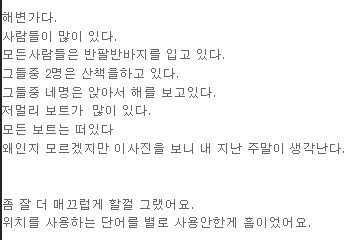 해변가다.
사람들이 많이 있다.
모든사람들은 반팔반바지를 입고 있다.
그들중 2명은 산책을하고 있다.
그들중 네명은 앉아서 해를 보고있다.
저멀리 보트가 많이 있다.
모든 보트는 떠있다
왜인지 모르겠지만 이사진을 보니 내 지난 주말이 생각난다.
좀 잘 더 매끄럽게 할껄 그랬어요.
위치를 사용하는 단어를 별로 사용안한게 흠이었어요.